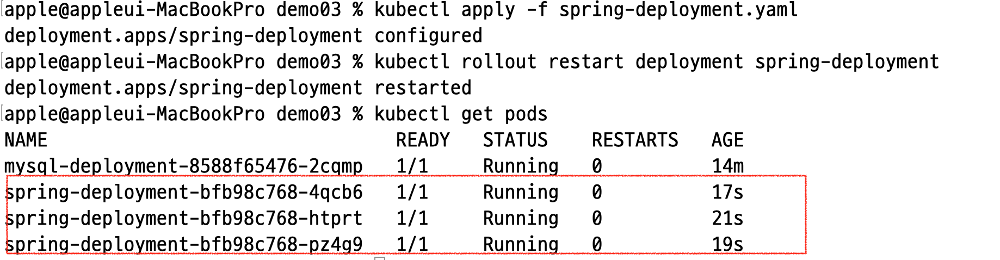 apple@appleui-MacBookPro demo03 % kubectl apply -f spring-deployment.yaml
deployment.apps/spring-deployment configured
apple@appleui-MacBookPro demo03 % kubectl rollout restart deployment spring-deployment
deployment.apps/spring-deployment restarted
apple@appleui-MacBookPro demo03 % kubectl get pods
NAME READY STATUS RESTARTS AGE
mysql-deployment-8588f65476-2cqmp 1/1 Running 0 14m
spring-deployment-bfb98c768-4qcb6 1/1 Running 0 17s
spring-deployment-bfb98c768-htprt 1/1 Running 0 21s
spring-deployment-bfb98c768-pz4g9 1/1 Running 0 19s